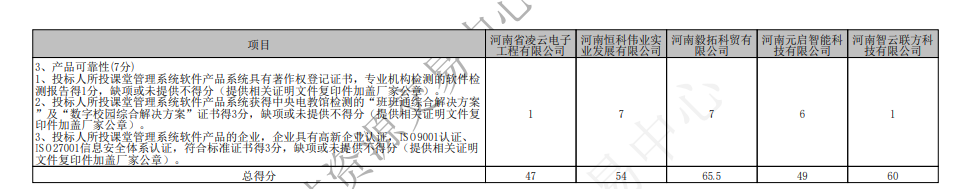 项目 河南省凌云电子工程有限公司 河南恒科伟业实业发展有限公司 河南毅拓科贸有限公司 河南元启智能科技有限公司 河南智云联方科技有限公司
3、产品可靠性(7分)
1、投标人所投课堂管理系统软件产品系统具有著作权登记证书，专业机构检测的软件检
测报告得1分，缺项或未提供不得分（提供相关证明文件复印件加盖厂家公章）。
2、投标人所投课堂管理系统软件产品系统获得中央电教馆检测的“班班通综合解决方案
”及“数字校园综合解决方案”证书得3分，缺项或未提供不得分（提供相关证明文件复
印件加盖厂家公章）。
3、投标人所投课堂管理系统软件产品的企业，企业具有高新企业认证、ISO9001认证、
ISO27001信息安全体系认证，符合标准证书得3分，缺项或未提供不得分（提供相关证明
文件复印件加盖厂家公章）。
1 7 7 6 1
总得分 47 54 65.5 49 60
资源交易中心
易中心